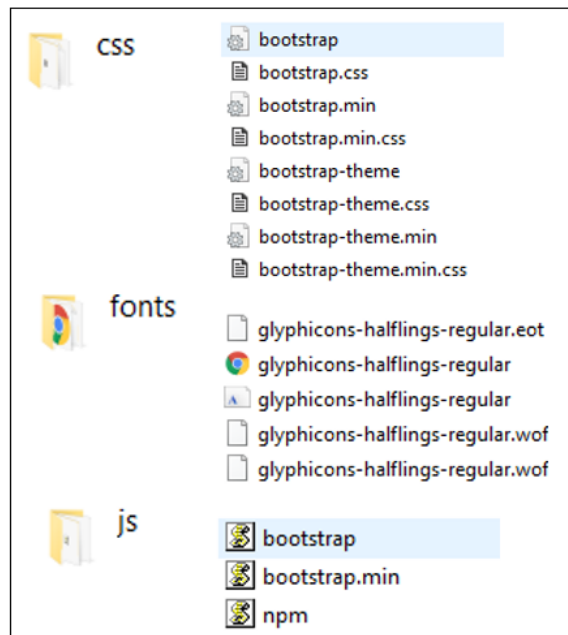 css
bootstrap
bootstrap.css
bootstrap.min
bootstrap.min.css
bootstrap-theme
bootstrap-theme.css
bootstrap-theme.min
bootstrap-theme.min.css
fonts
glyphicons-halflings-regular.eot
glyphicons-halflings-regular
glyphicons-halflings-regular
glyphicons-halflings-regular.wof
glyphicons-halflings-regular.wof
js
bootstrap
bootstrap.min
npm